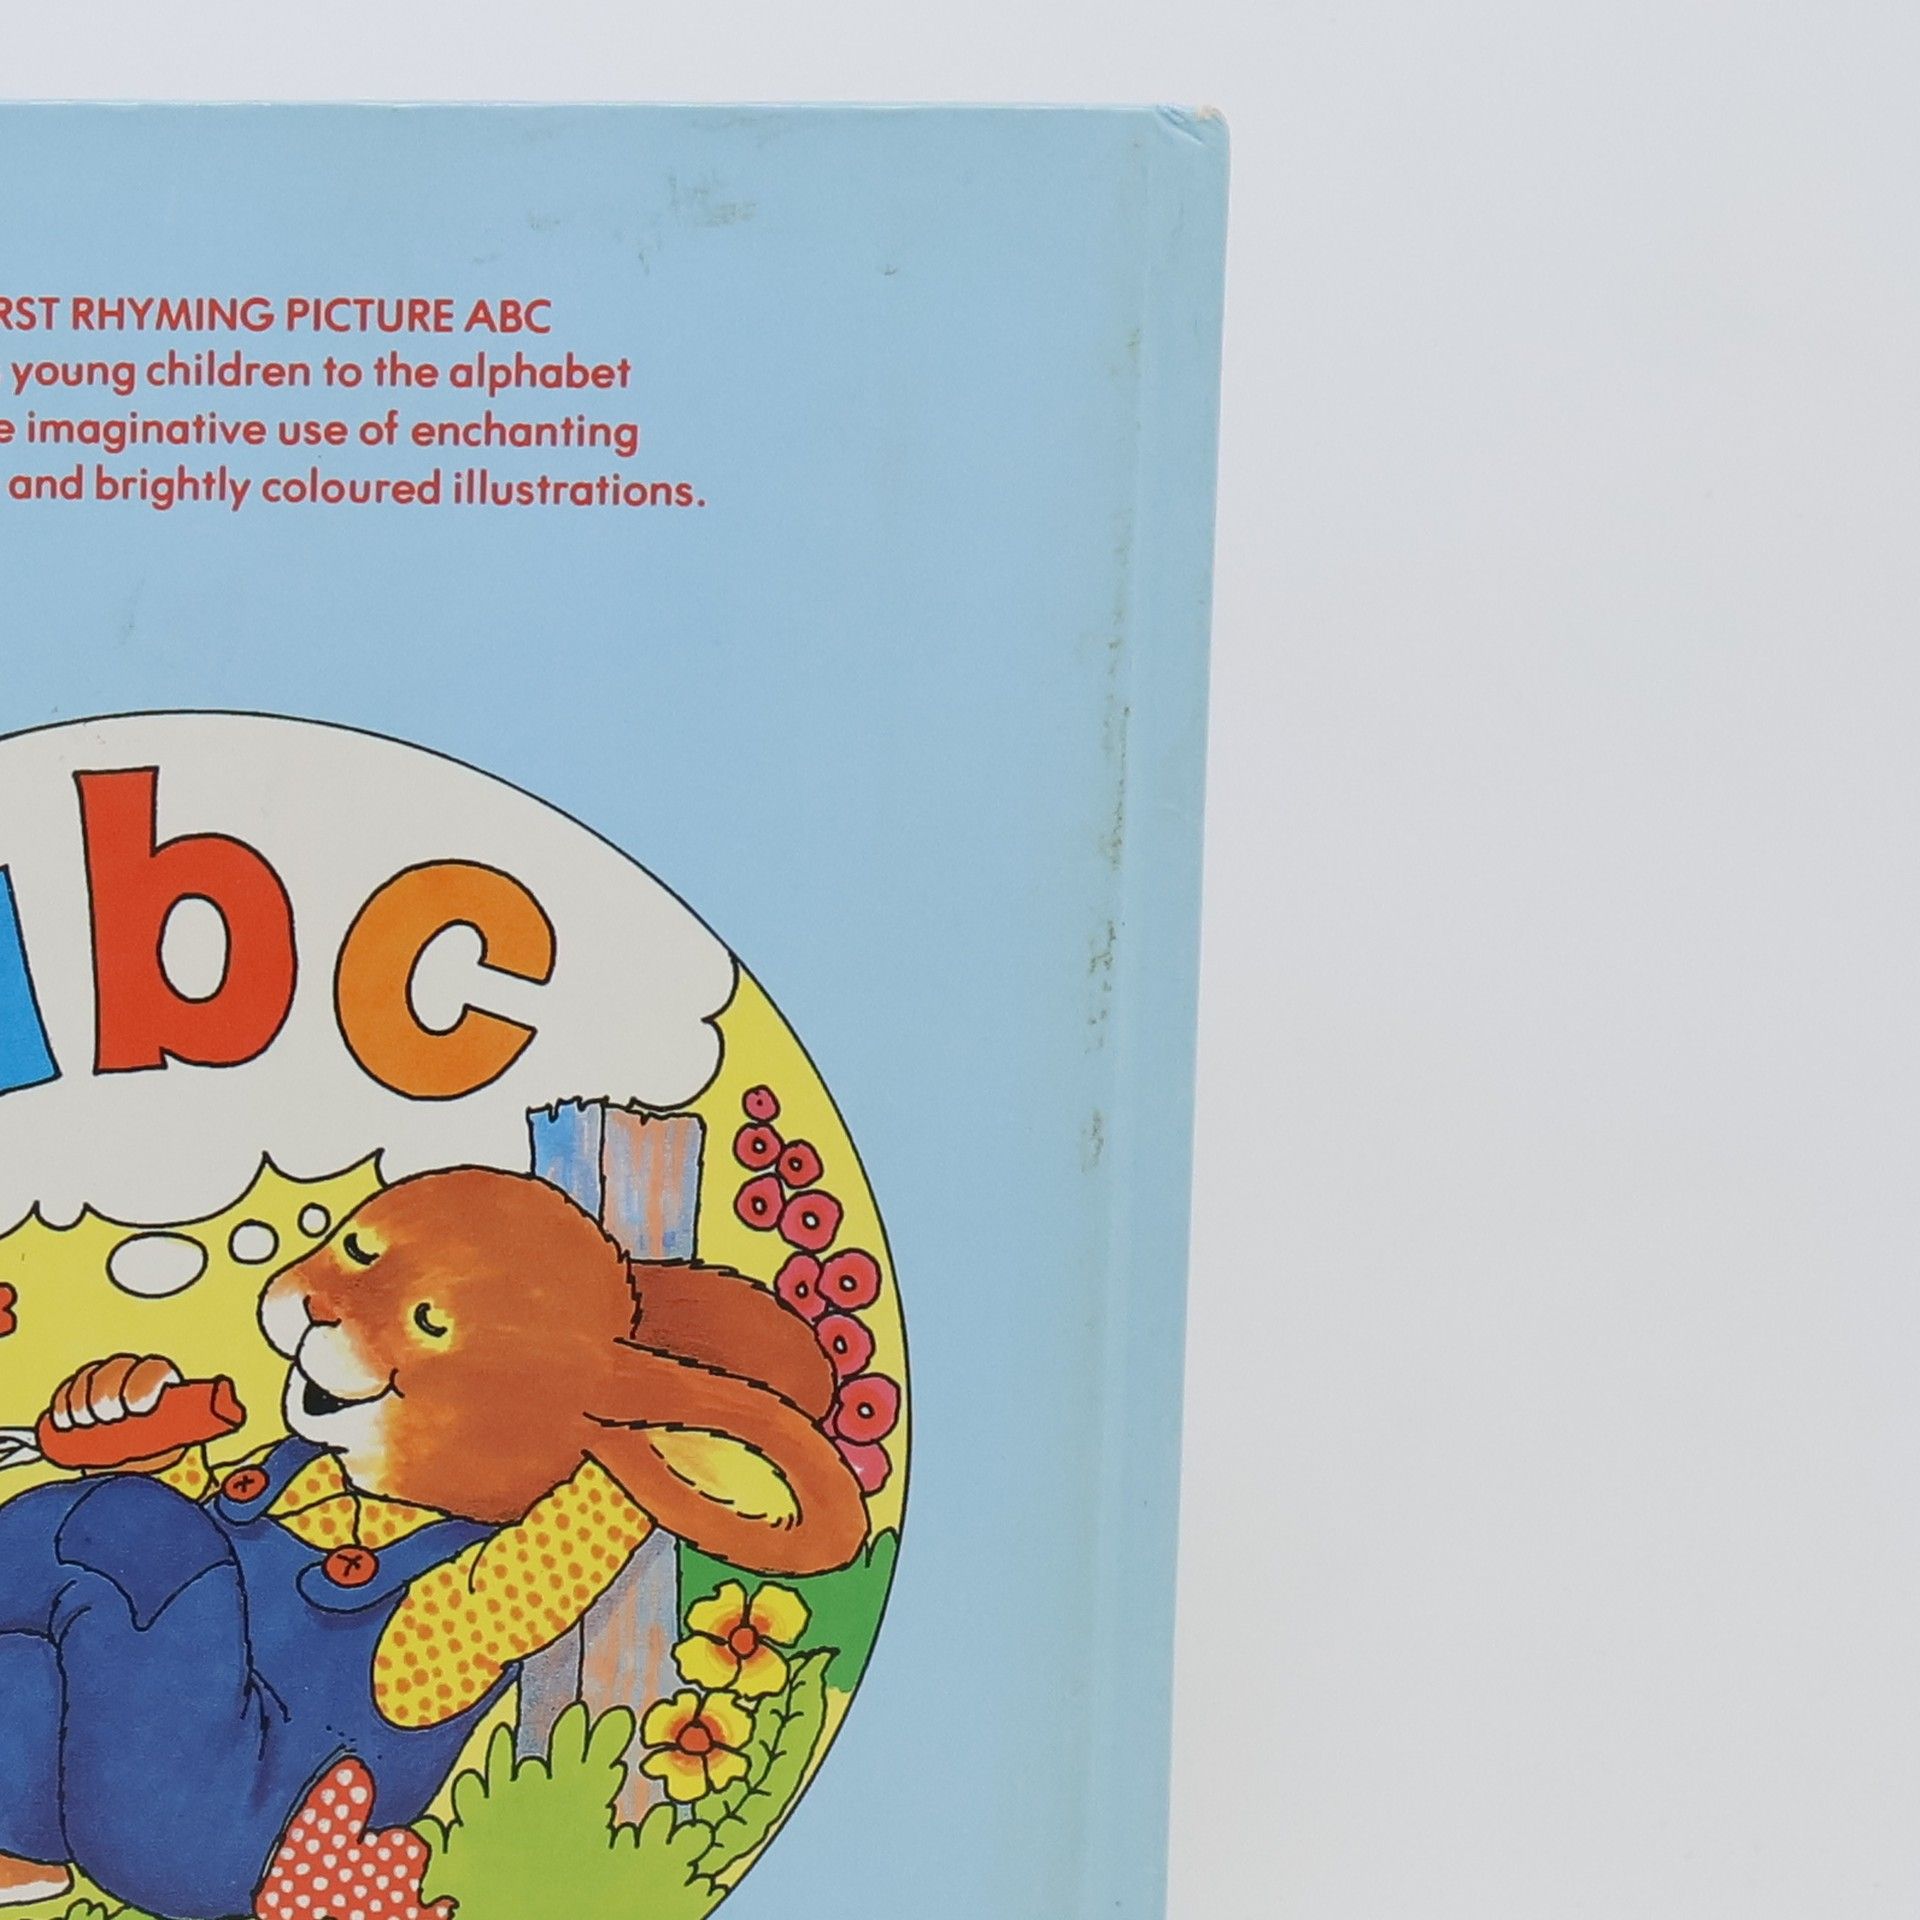 RST RHYMING PICTURE ABC
young children to the alphabet
e imaginative use of enchanting
and brightly coloured illustrations.
bc